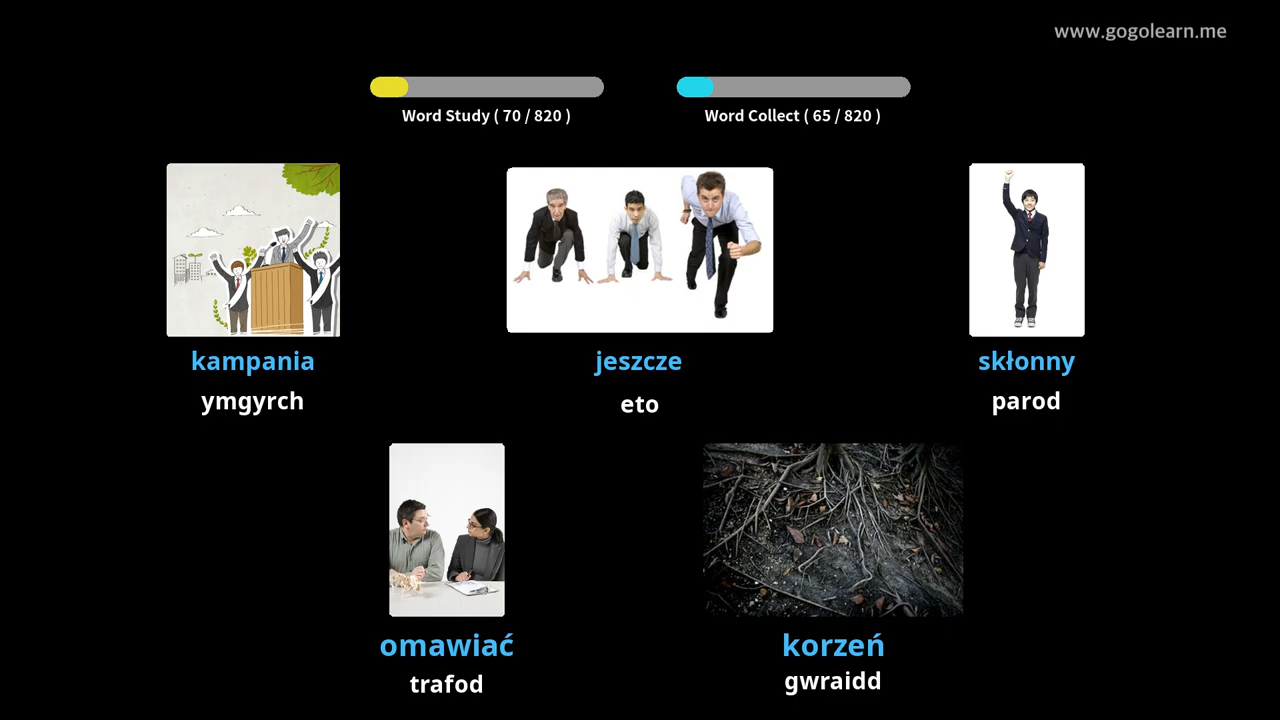 www.gogolearn.me
Word Study ( 70 / 820 )
Word Collect ( 65 / 820 )
kampania
ymgyrch
jeszcze
eto
skłonny
parod
omawiać
trafod
korzeń
gwraidd